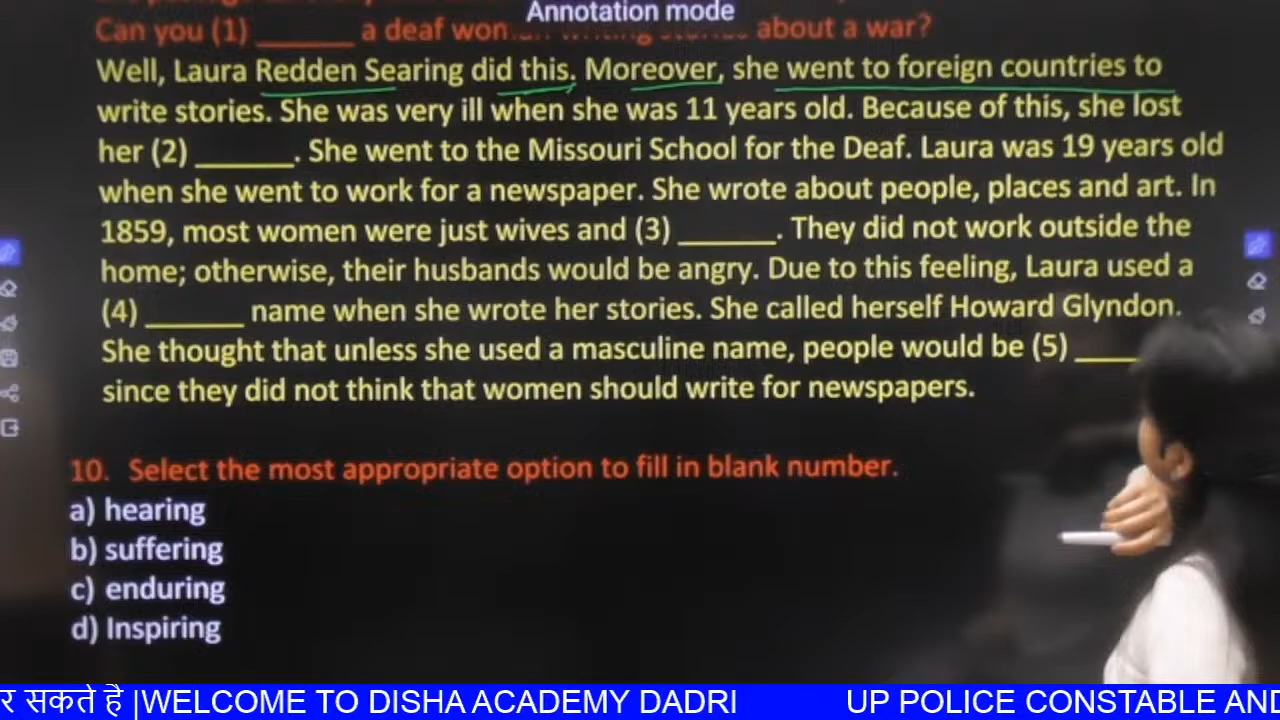 Annotation mode
Can you (1) ______ a deaf about a war?
Well, Laura Redden Searing did this. Moreover, she went to foreign countries to
write stories. She was very ill when she was 11 years old. Because of this, she lost
her (2) ______. She went to the Missouri School for the Deaf. Laura was 19 years old
when she went to work for a newspaper. She wrote about people, places and art. In
1859, most women were just wives and (3) ______. They did not work outside the
home; otherwise, their husbands would be angry. Due to this feeling, Laura used a
(4) ______ name when she wrote her stories. She called herself Howard Glyndon.
She thought that unless she used a masculine name, people would be (5) ____
since they did not think that women should write for newspapers.
10. Select the most appropriate option to fill in blank number.
a) hearing
b) suffering
c) enduring
d) Inspiring
र सकते है |WELCOME TO DISHA ACADEMY DADRI UP POLICE CONSTABLE AND